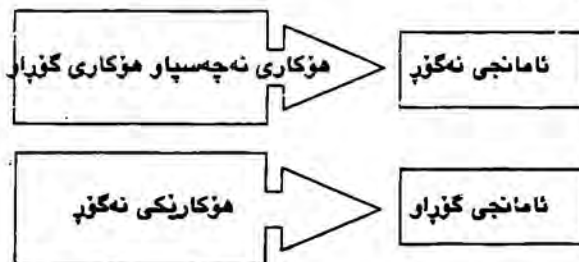 هۆکاری نەچەسپاو هۆکاری گۆڕاو
ئامانجی نەگۆڕ
هۆکارێکی نەگۆڕ
ئامانجی گۆڕاو